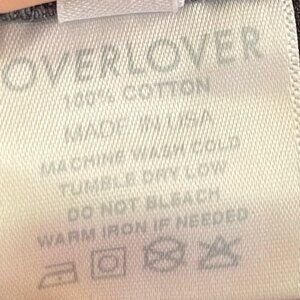 OVERLOVER
100% COTTON
MADE IN USA
MACHINE WASH COLD
TUMBLE DRY LOW
DO NOT BLEACH
WARM IRON IF NEEDED